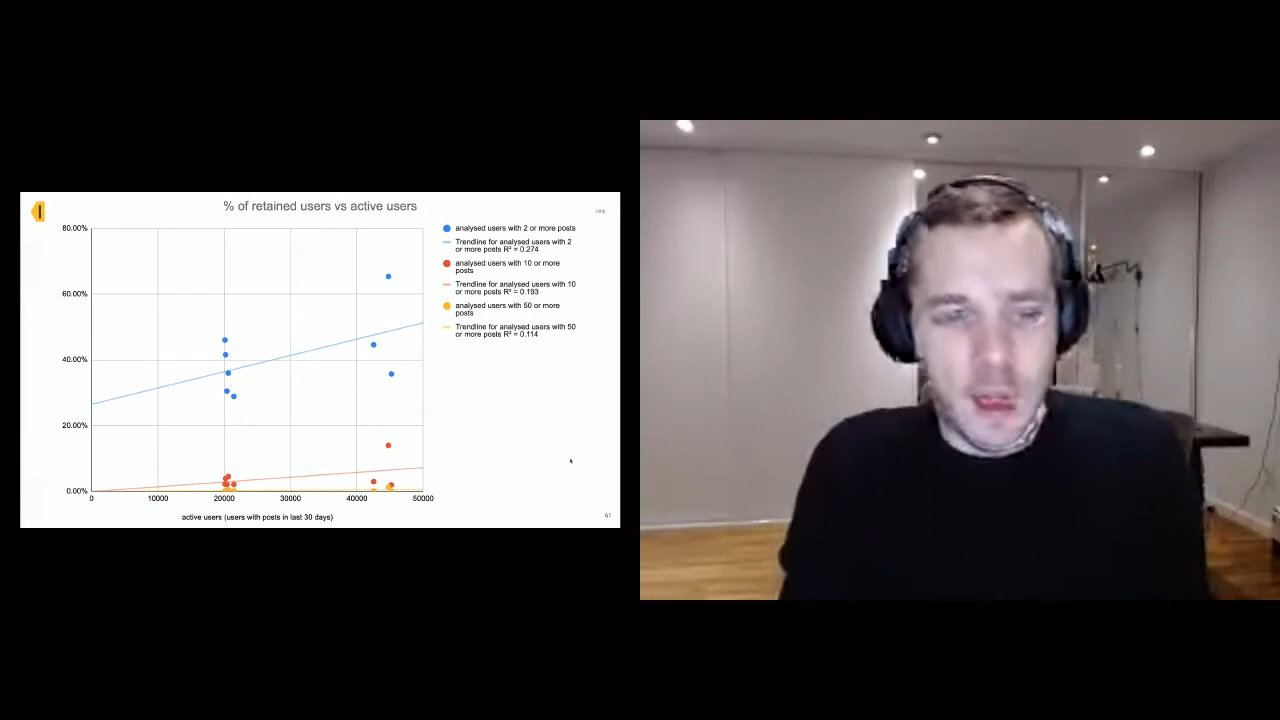 % of retained users vs active users
80.00%
60.00%
40.00%
20.00%
0.00%
0
10000
20000
30000
40000
50000
active users (users with posts in last 30 days)
analysed users with 2 or more posts
Trendline for analysed users with 2
or more posts R² = 0.274
analysed users with 10 or more
posts
Trendline for analysed users with 10
or more posts R² = 0.193
analysed users with 50 or more
posts
Trendline for analysed users with 50
or more posts R² = 0.114
61